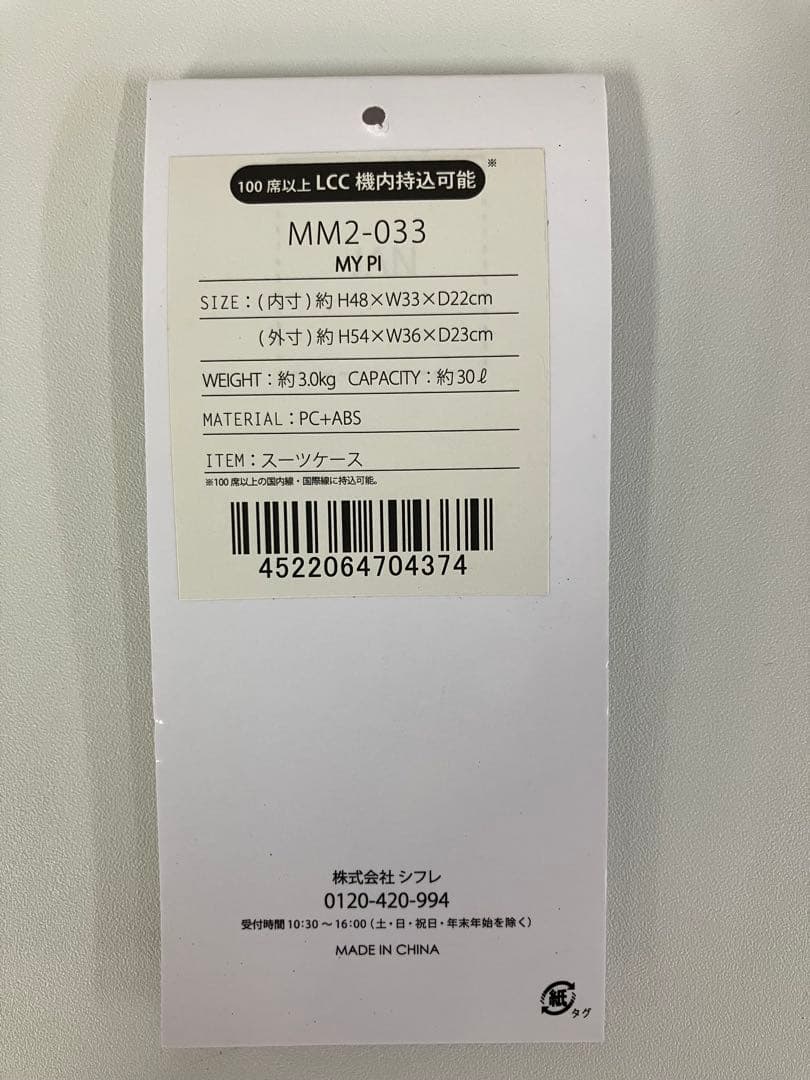 100 席以上 LCC 機内持込可能 ※
MM2-033
MY PI
SIZE：( 内寸 ) 約 H48×W33×D22cm
( 外寸 ) 約 H54×W36×D23cm
WEIGHT：約 3.0kg CAPACITY：約 30ℓ
MATERIAL：PC+ABS
ITEM：スーツケース
※100 席以上の国内線・国際線に持込可能。
4522064704374
株式会社 シフレ
0120-420-994
受付時間 10:30 ～ 16:00（土・日・祝日・年末年始を除く）
MADE IN CHINA
紙
タグ